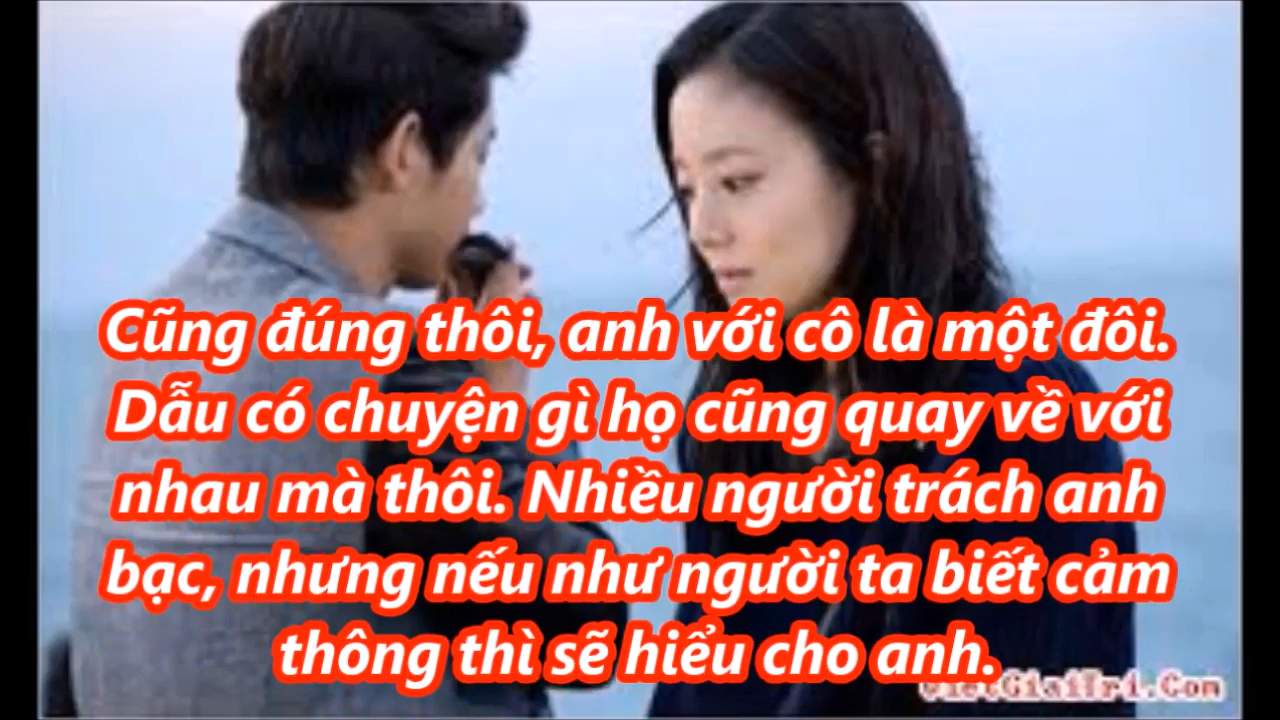 Cũng đúng thôi, anh với cô là một đôi.
Dẫu có chuyện gì họ cũng quay về với
nhau mà thôi. Nhiều người trách anh
bạc, nhưng nếu như người ta biết cảm
thông thì sẽ hiểu cho anh.
VietGiaiTri.Com